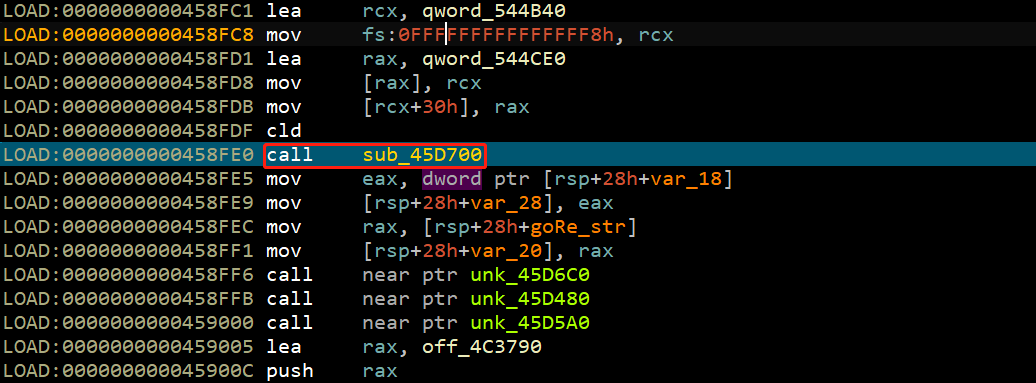 LOAD:0000000000458FC1 lea     rcx, qword_544B40
LOAD:0000000000458FC8 mov     fs:0FFFFFFFFFFFFFFF8h, rcx
LOAD:0000000000458FD1 lea     rax, qword_544CE0
LOAD:0000000000458FD8 mov     [rax], rcx
LOAD:0000000000458FDB mov     [rcx+30h], rax
LOAD:0000000000458FDF cld
LOAD:0000000000458FE0 call    sub_45D700
LOAD:0000000000458FE5 mov     eax, dword ptr [rsp+28h+var_18]
LOAD:0000000000458FE9 mov     [rsp+28h+var_28], eax
LOAD:0000000000458FEC mov     rax, [rsp+28h+goRe_str]
LOAD:0000000000458FF1 mov     [rsp+28h+var_20], rax
LOAD:0000000000458FF6 call    near ptr unk_45D6C0
LOAD:0000000000458FFB call    near ptr unk_45D480
LOAD:0000000000459000 call    near ptr unk_45D5A0
LOAD:0000000000459005 lea     rax, off_4C3790
LOAD:000000000045900C push    rax